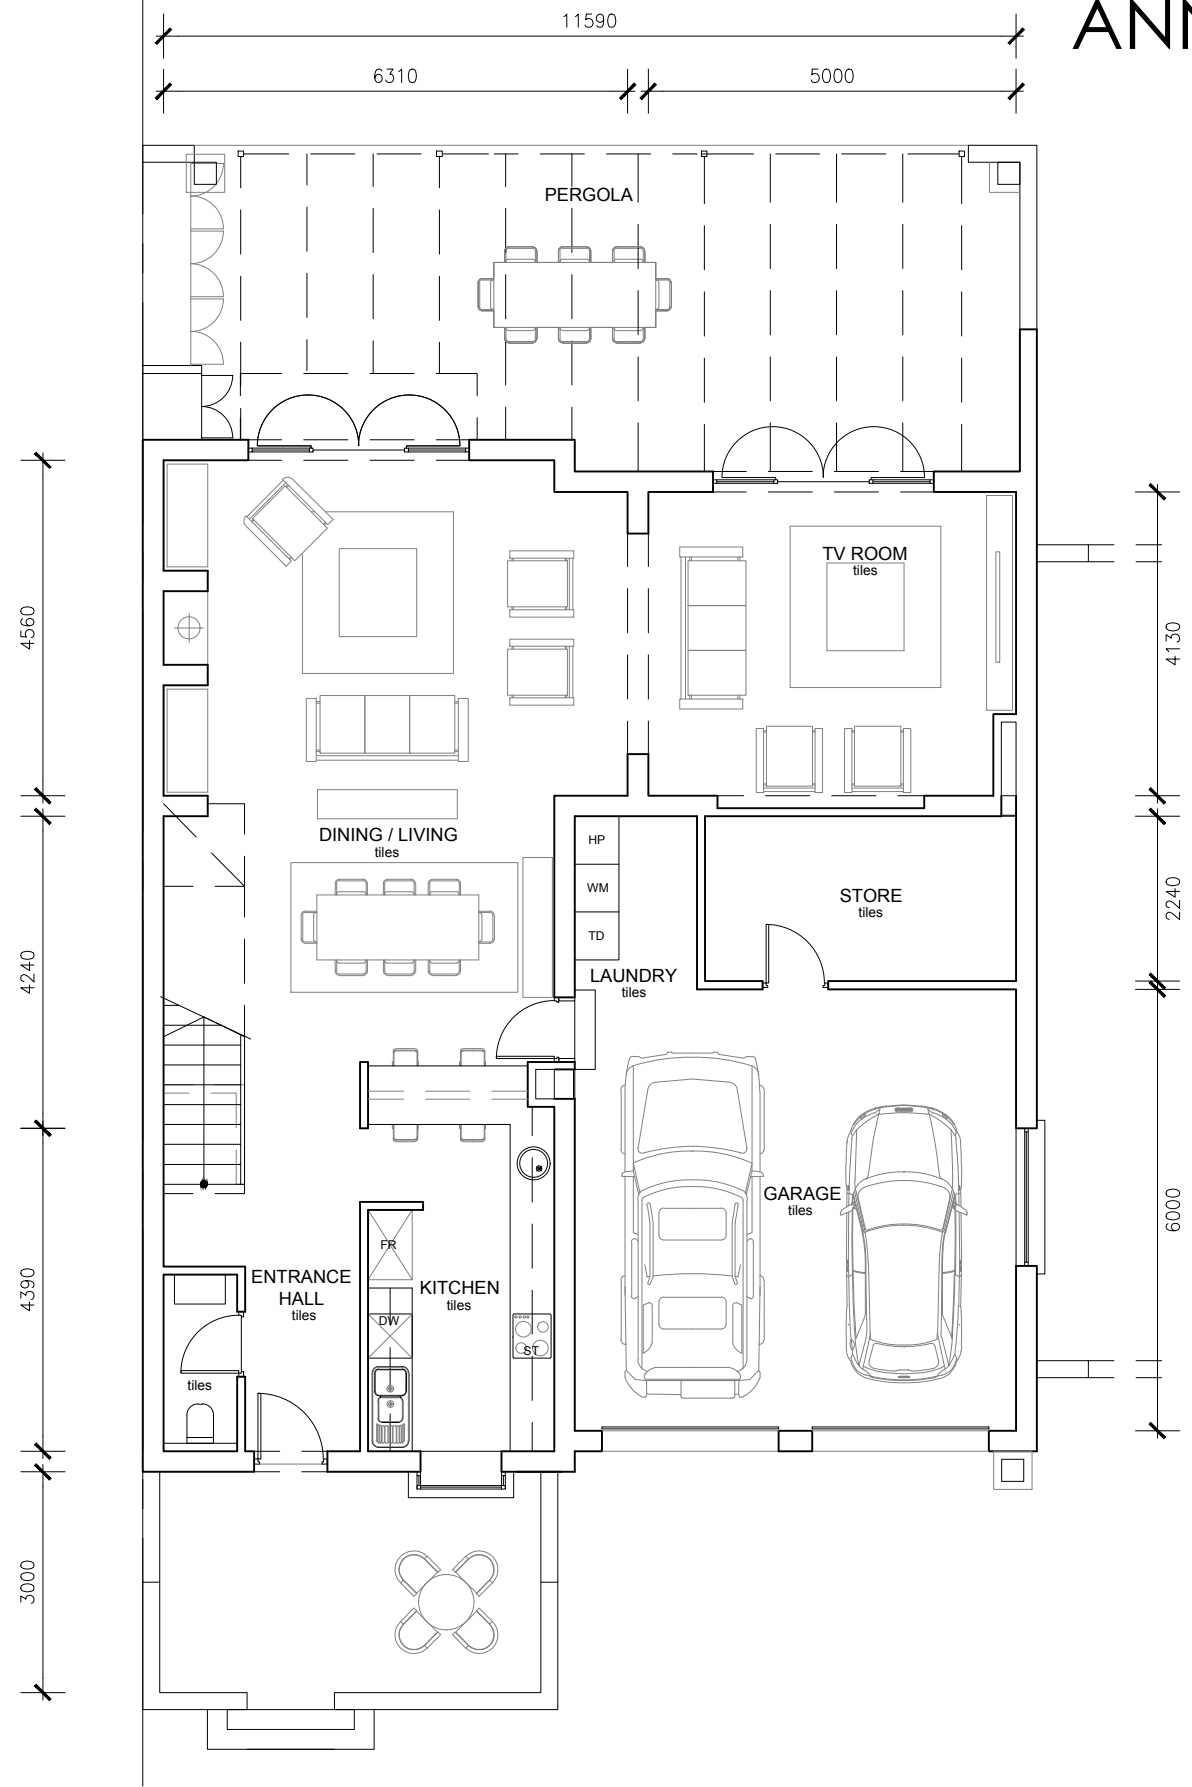 ANN
11590
6310
5000
PERGOLA
TV ROOM
tiles
4560
4130
DINING / LIVING
tiles
HP
WM
TD
STORE
tiles
2240
4240
LAUNDRY
tiles
GARAGE
tiles
6000
FR
ENTRANCE
HALL
tiles
KITCHEN
tiles
4390
DW
ST
tiles
3000